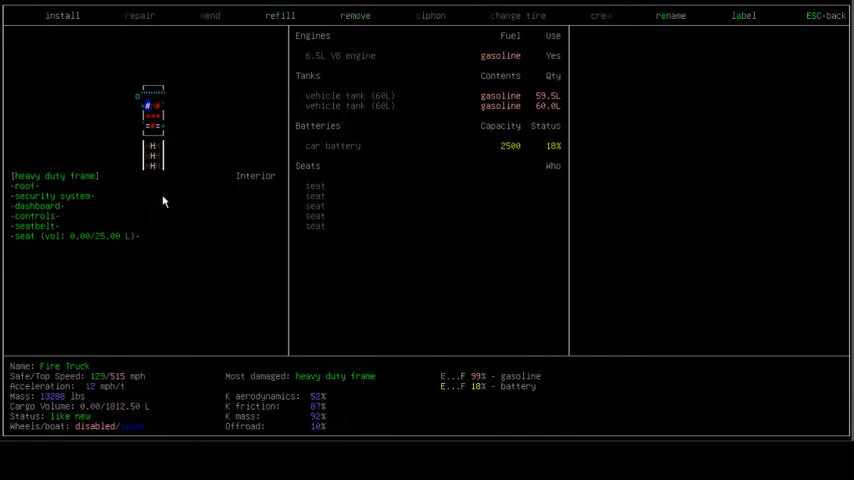 install repair mend refill remove siphon change tire crew rename label ESC-back
Engines Fuel Use
6.5L V8 engine gasoline Yes
Tanks Contents Qty
vehicle tank (60L) gasoline 59.5L
vehicle tank (60L) gasoline 60.0L
Batteries Capacity Status
car battery 2500 18%
Seats Who
seat
seat
seat
seat
seat
[heavy duty frame] Interior
-roof-
-security system-
-dashboard-
-controls-
-seatbelt-
-seat (vol: 0.00/25.00 L)-
Name: Fire Truck
Safe/Top Speed: 129/515 mph
Acceleration: 12 mph/t
Mass: 13288 lbs
Cargo Volume: 0.00/1812.50 L
Status: like new
Wheels/boat: disabled/
Most damaged: heavy duty frame
K aerodynamics: 52%
K friction: 87%
K mass: 92%
Offroad: 10%
E...F 99% - gasoline
E...F 18% - battery